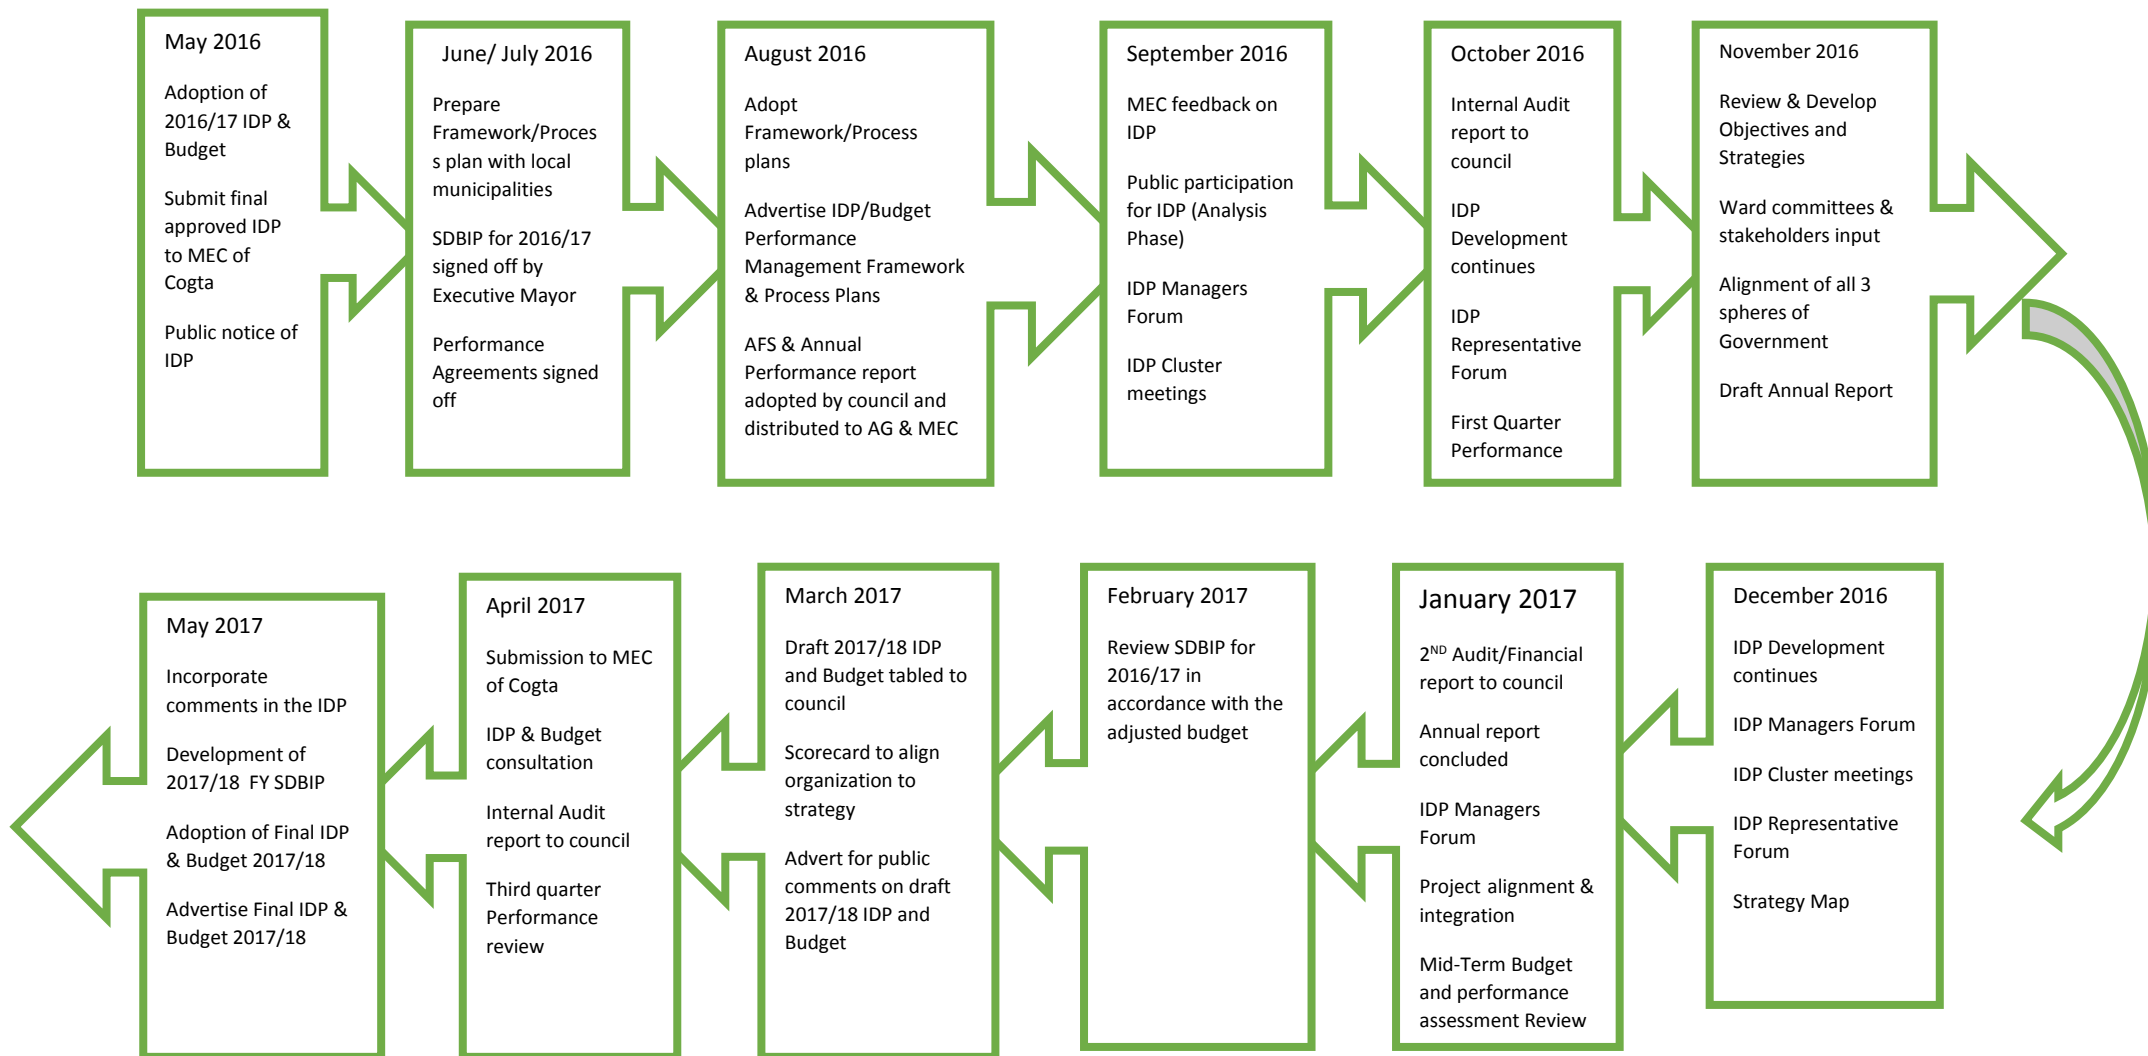 May 2016
Adoption of
2016/17 IDP &
Budget
Submit final
approved IDP
to MEC of
Cogta
Public notice of
IDP
June/ July 2016
Prepare
Framework/Proces
s plan with local
municipalities
SDBIP for 2016/17
signed off by
Executive Mayor
Performance
Agreements signed
off
August 2016
Adopt
Framework/Process
plans
Advertise IDP/Budget
Performance
Management Framework
& Process Plans
AFS & Annual
Performance report
adopted by council and
distributed to AG & MEC
September 2016
MEC feedback on
IDP
Public participation
for IDP (Analysis
Phase)
IDP Managers
Forum
IDP Cluster
meetings
October 2016
Internal Audit
report to
council
IDP
Development
continues
IDP
Representative
Forum
First Quarter
Performance
November 2016
Review & Develop
Objectives and
Strategies
Ward committees &
stakeholders input
Alignment of all 3
spheres of
Government
Draft Annual Report
December 2016
IDP Development
continues
IDP Managers Forum
IDP Cluster meetings
IDP Representative
Forum
Strategy Map
January 2017
2ND Audit/Financial
report to council
Annual report
concluded
IDP Managers
Forum
Project alignment &
integration
Mid-Term Budget
and performance
assessment Review
February 2017
Review SDBIP for
2016/17 in
accordance with the
adjusted budget
March 2017
Draft 2017/18 IDP
and Budget tabled to
council
Scorecard to align
organization to
strategy
Advert for public
comments on draft
2017/18 IDP and
Budget
April 2017
Submission to MEC
of Cogta
IDP & Budget
consultation
Internal Audit
report to council
Third quarter
Performance
review
May 2017
Incorporate
comments in the IDP
Development of
2017/18 FY SDBIP
Adoption of Final IDP
& Budget 2017/18
Advertise Final IDP &
Budget 2017/18